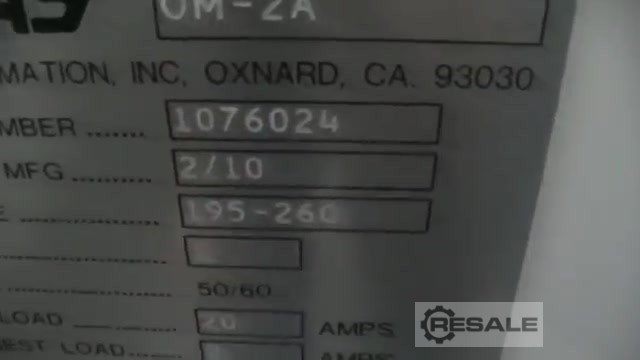 OM-2A
MATION, INC, OXNARD, CA. 93030
MBER ....... 1076024
MFG ........... 2/10
195-260
50/60
LOAD ............. 20 AMPS
EST LOAD... AMPS
RESALE